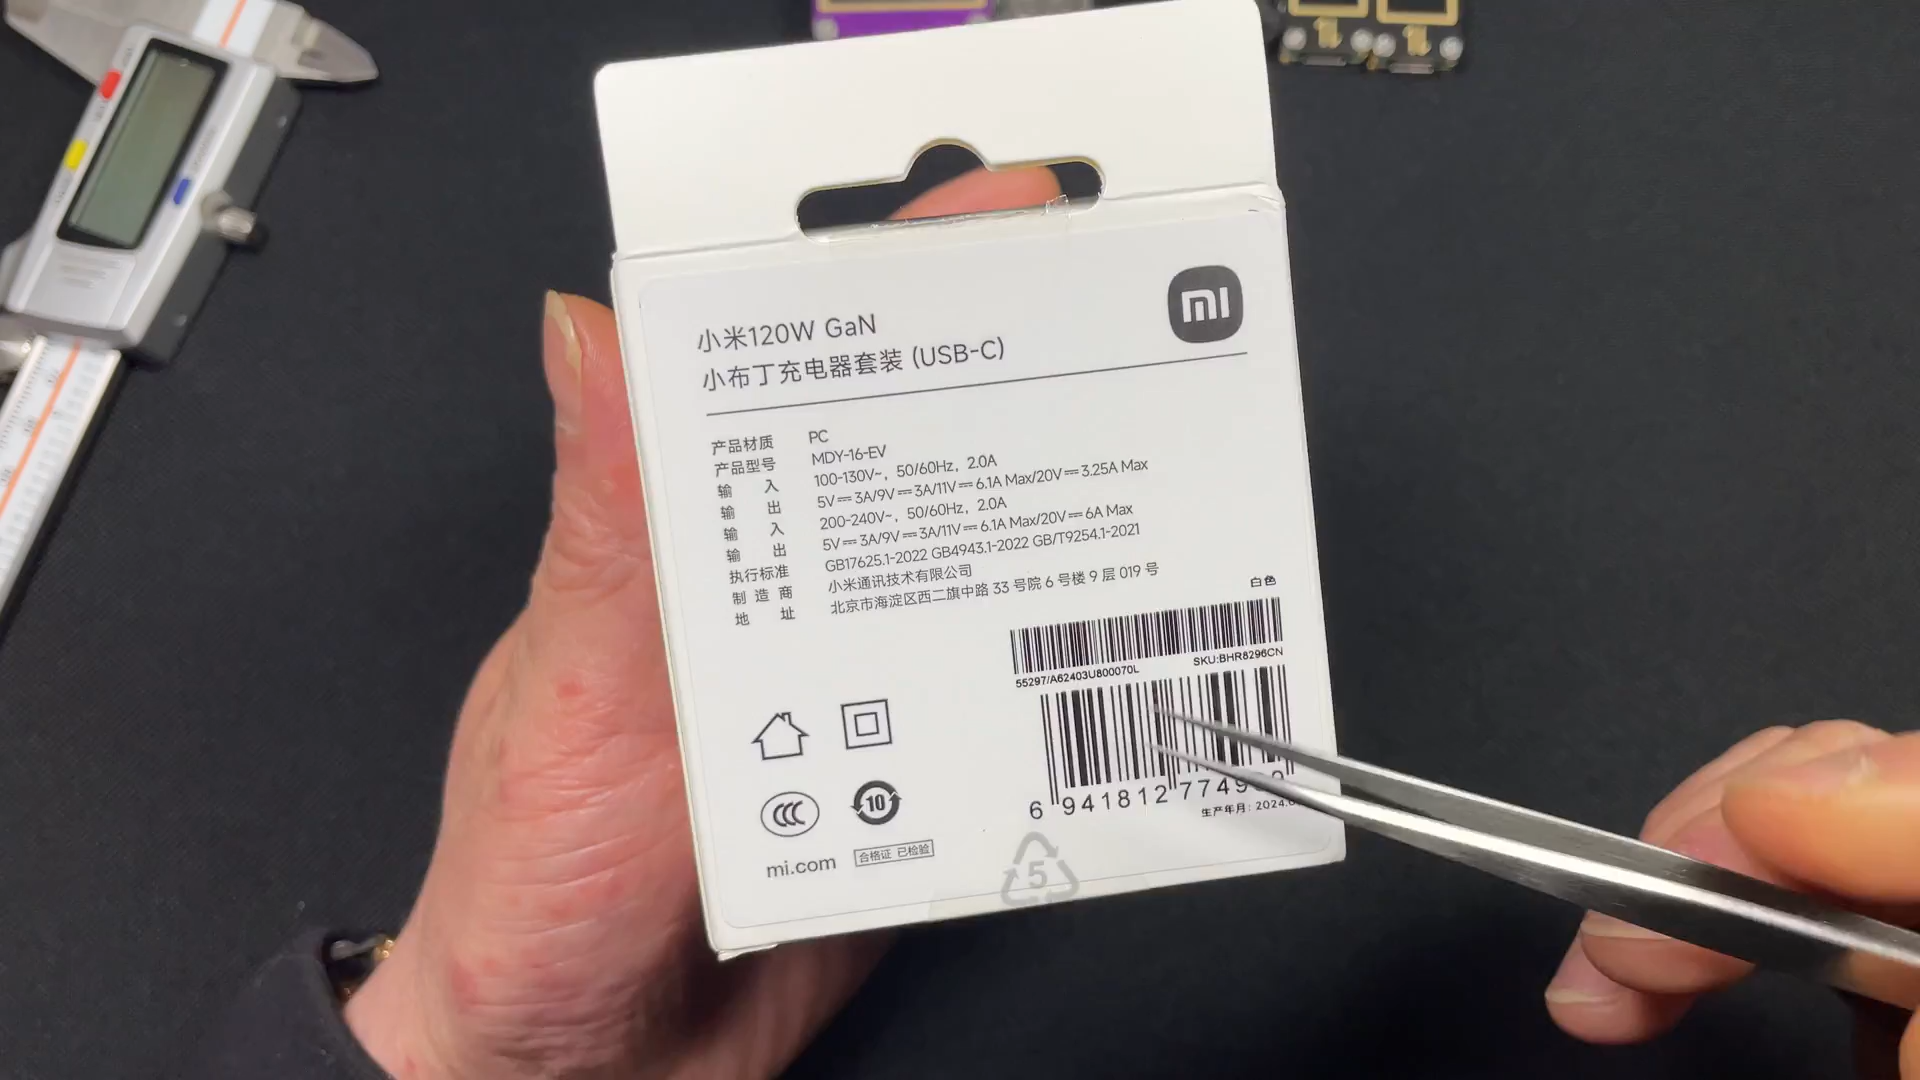 mi
小米120W GaN
小布丁充电器套装 (USB-C)
产品材质 PC
产品型号 MDY-16-EV
输入 100-130V~, 50/60Hz, 2.0A
输出 5V⎓3A/9V⎓3A/11V⎓6.1A Max/20V⎓3.25A Max
输入 200-240V~, 50/60Hz, 2.0A
输出 5V⎓3A/9V⎓3A/11V⎓6.1A Max/20V⎓6A Max
执行标准 GB17625.1-2022 GB4943.1-2022 GB/T9254.1-2021
制造商 小米通讯技术有限公司
地址 北京市海淀区西二旗中路 33 号院 6 号楼 9 层 019 号
白色
55297/A62403U800070L SKU:BHR8296CN
6 941812 7749
生产年月: 2024.
CCC
10
mi.com 合格证 已检验
5